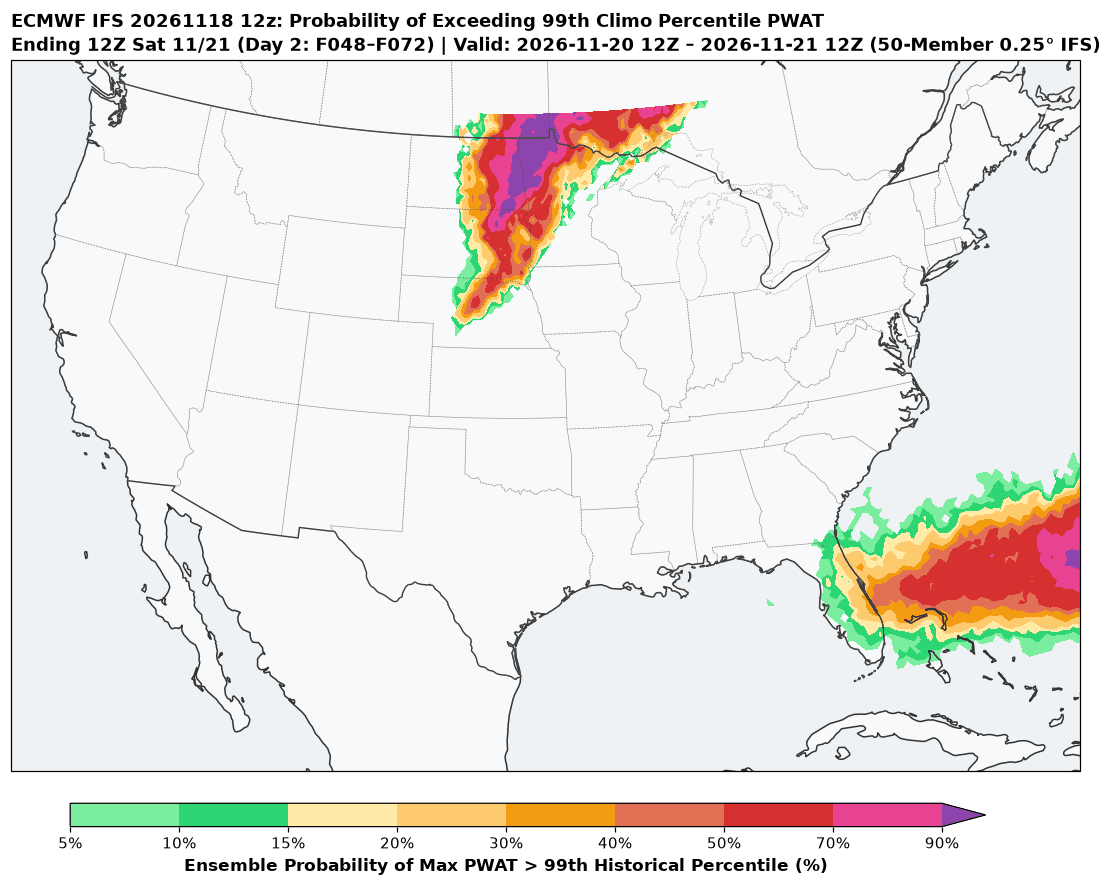 ECMWF IFS 20261118 12z: Probability of Exceeding 99th Climo Percentile PWAT
Ending 12Z Sat 11/21 (Day 2: F048–F072) | Valid: 2026-11-20 12Z – 2026-11-21 12Z (50-Member 0.25° IFS)
5% 10% 15% 20% 30% 40% 50% 70% 90%
Ensemble Probability of Max PWAT > 99th Historical Percentile (%)